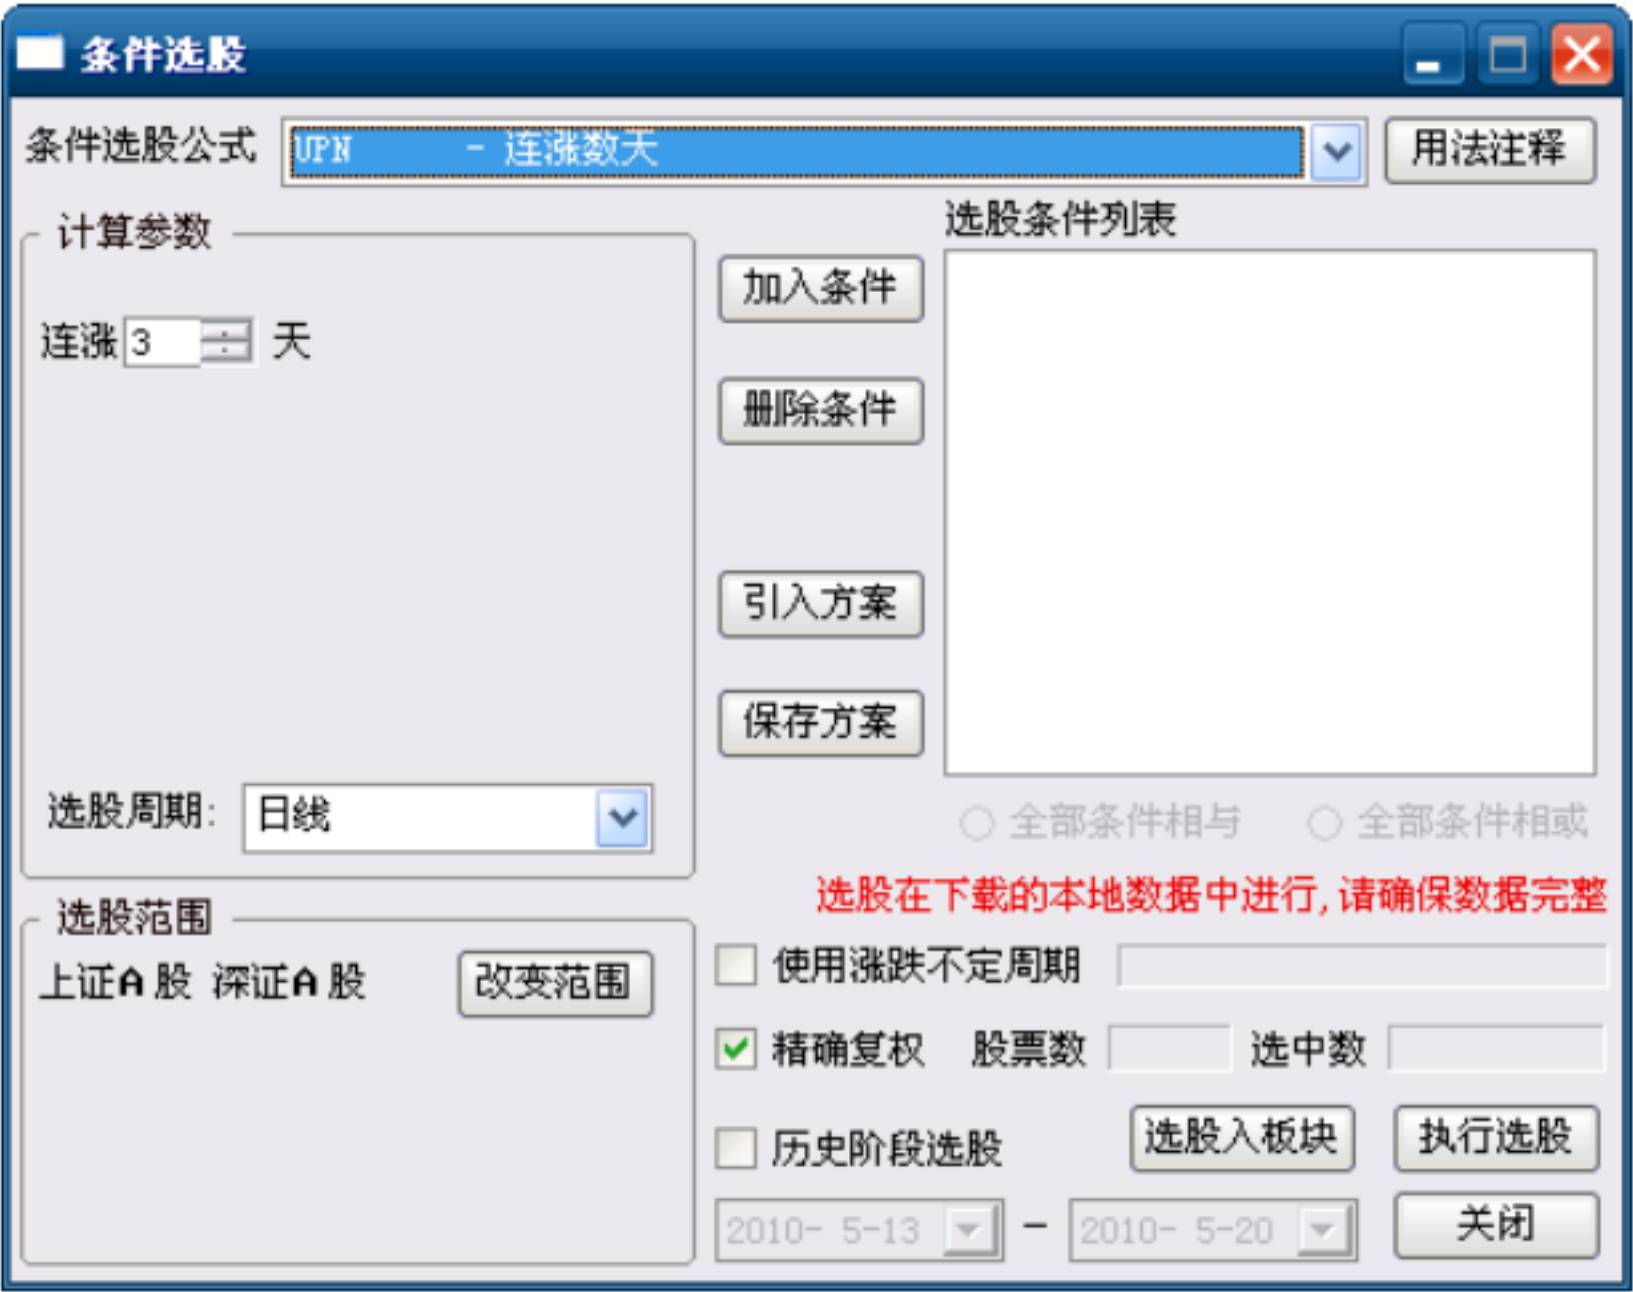 条件选股
条件选股公式 UPN - 连涨数天 用法注释
计算参数
连涨 3 天
选股周期: 日线
选股范围
上证A股 深证A股 改变范围
加入条件
删除条件
引入方案
保存方案
选股条件列表
全部条件相与 全部条件相或
选股在下载的本地数据中进行,请确保数据完整
使用涨跌不定周期
精确复权 股票数 选中数
历史阶段选股 选股入板块 执行选股
2010- 5-13 - 2010- 5-20 关闭